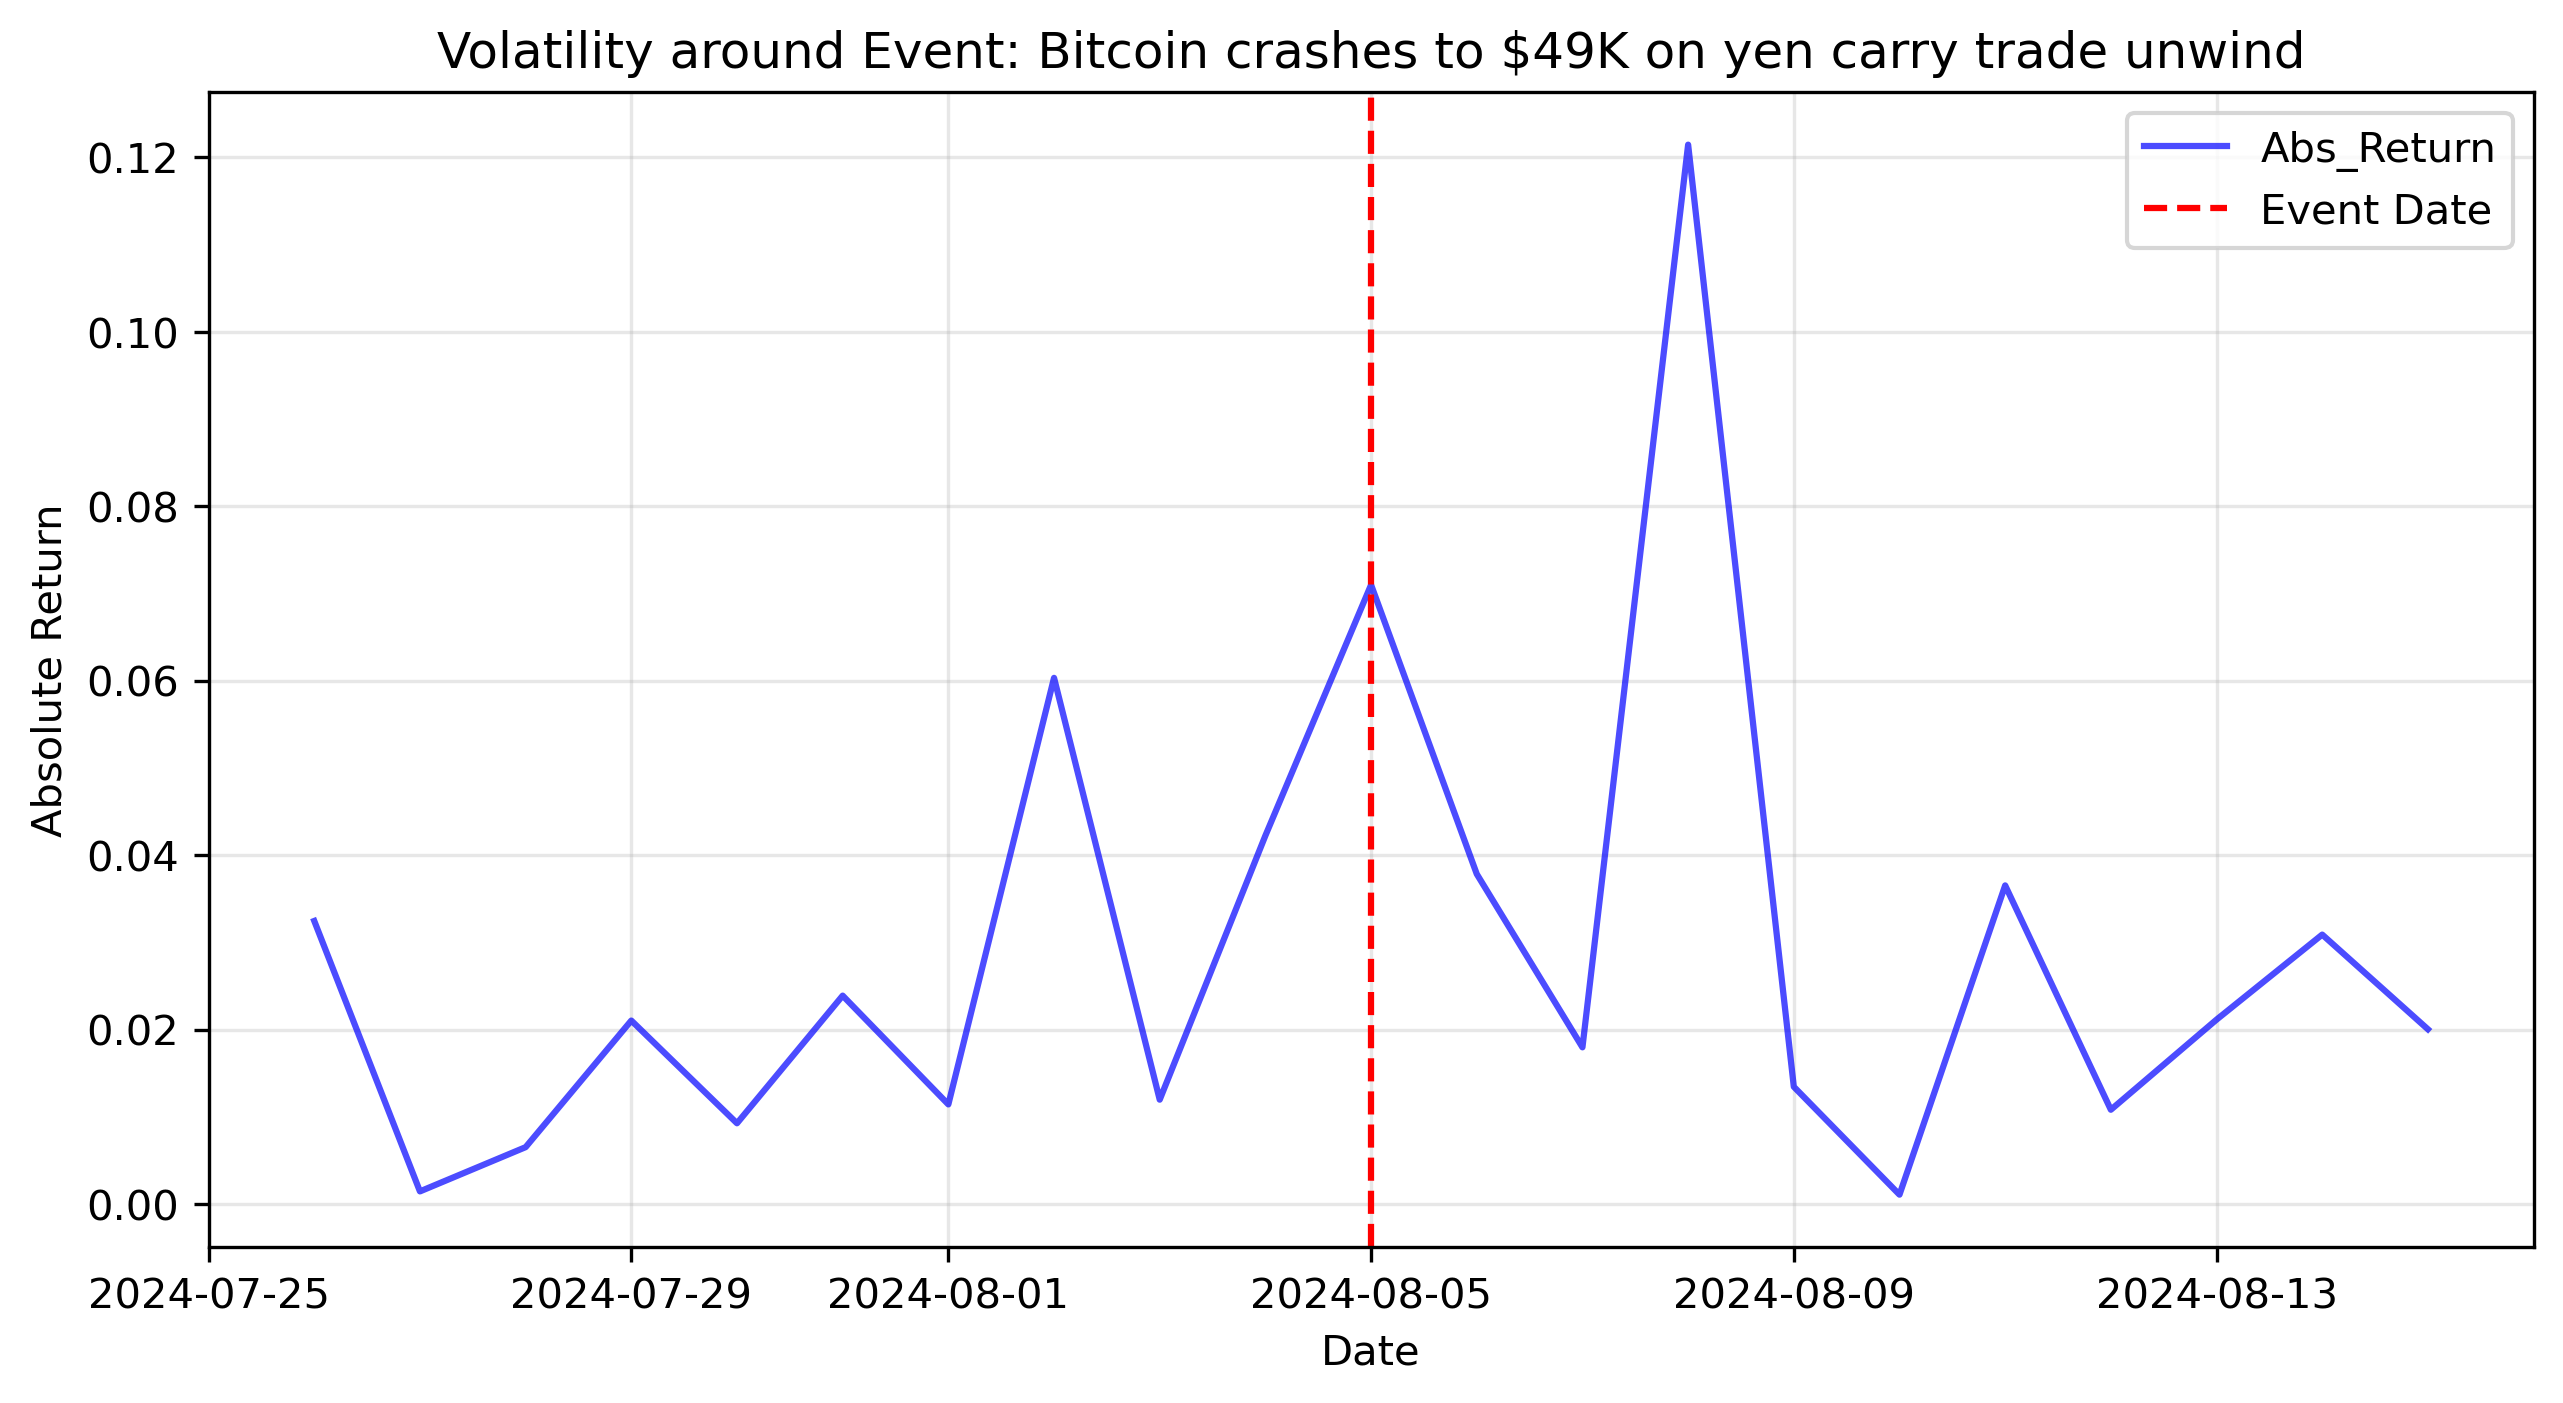 Volatility around Event: Bitcoin crashes to $49K on yen carry trade unwind
Abs_Return
Event Date
Absolute Return
0.12
0.10
0.08
0.06
0.04
0.02
0.00
2024-07-25 2024-07-29 2024-08-01 2024-08-05 2024-08-09 2024-08-13
Date